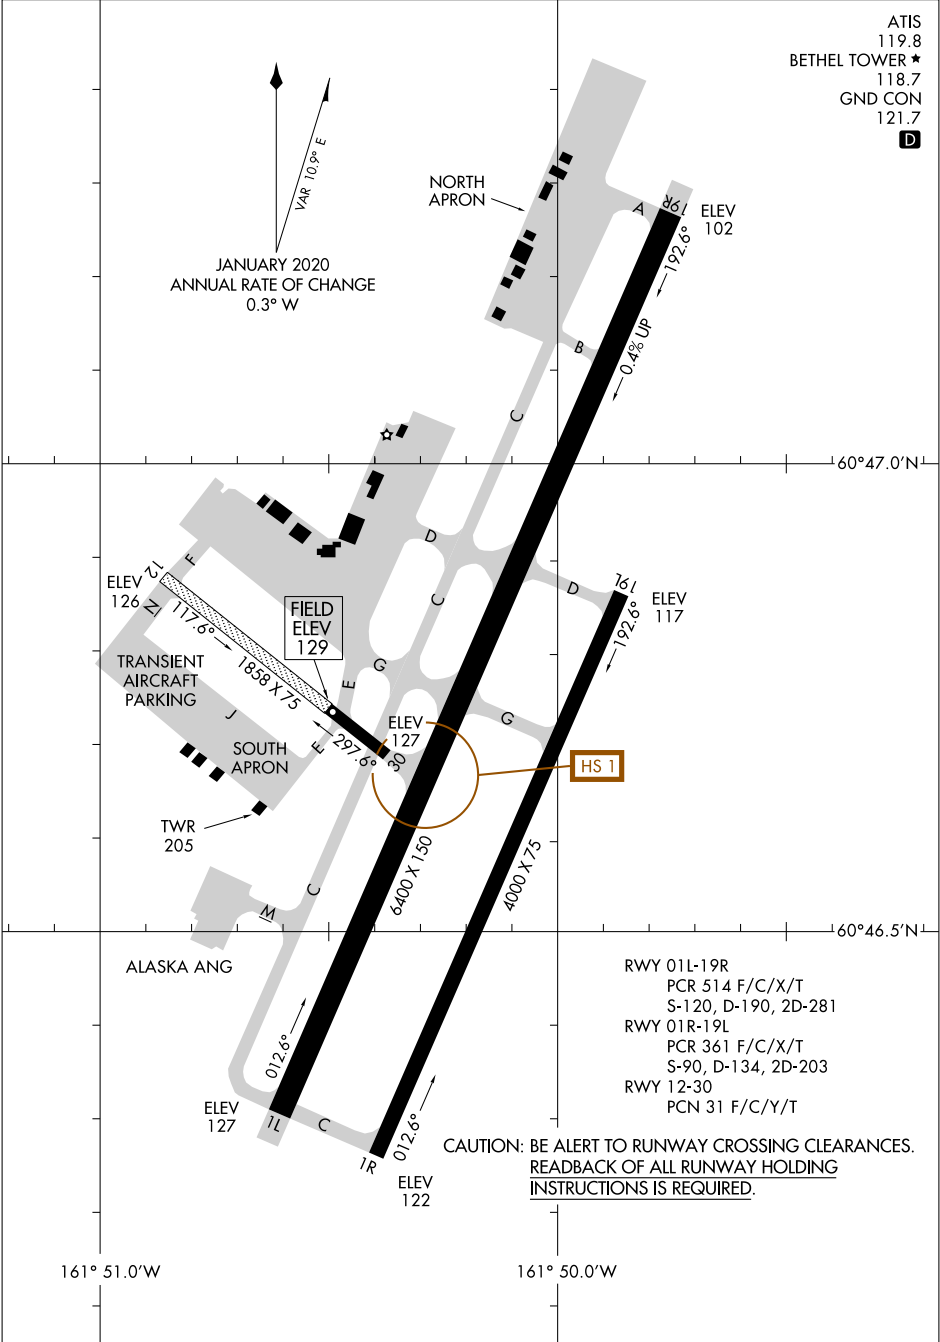 ATIS
119.8
BETHEL TOWER ★
118.7
GND CON
121.7
D
VAR 10.9° E
JANUARY 2020
ANNUAL RATE OF CHANGE
0.3° W
NORTH
APRON
A
19R
ELEV
102
192.6°
0.4% UP
B
C
60°47.0'N
D
F
12
ELEV
126
N
117.6°
1858 X 75
FIELD
ELEV
129
C
D
19L
ELEV
117
192.6°
TRANSIENT
AIRCRAFT
PARKING
G
E
J
G
ELEV
127
E
297.6°
30
SOUTH
APRON
HS 1
TWR
205
6400 X 150
4000 X 75
C
M
60°46.5'N
ALASKA ANG
RWY 01L-19R
PCR 514 F/C/X/T
S-120, D-190, 2D-281
RWY 01R-19L
PCR 361 F/C/X/T
S-90, D-134, 2D-203
RWY 12-30
PCN 31 F/C/Y/T
012.6°
ELEV
127
1L
C
012.6°
1R
ELEV
122
CAUTION: BE ALERT TO RUNWAY CROSSING CLEARANCES.
READBACK OF ALL RUNWAY HOLDING
INSTRUCTIONS IS REQUIRED.
161° 51.0'W
161° 50.0'W